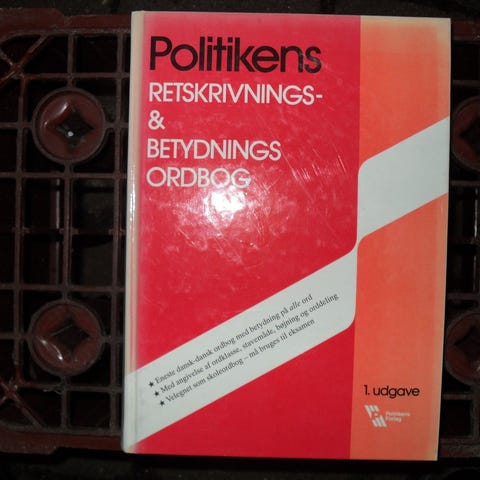 Politikens
RETSKRIVNINGS-
&
BETYDNINGS
ORDBOG
★ Eneste dansk-dansk ordbog med betydning på alle ord
★ Med angivelse af ordklasse, stavemåde, bøjning og orddeling
★ Velegnet som skoleordbog – må bruges til eksamen
1. udgave
Politikens
Forlag